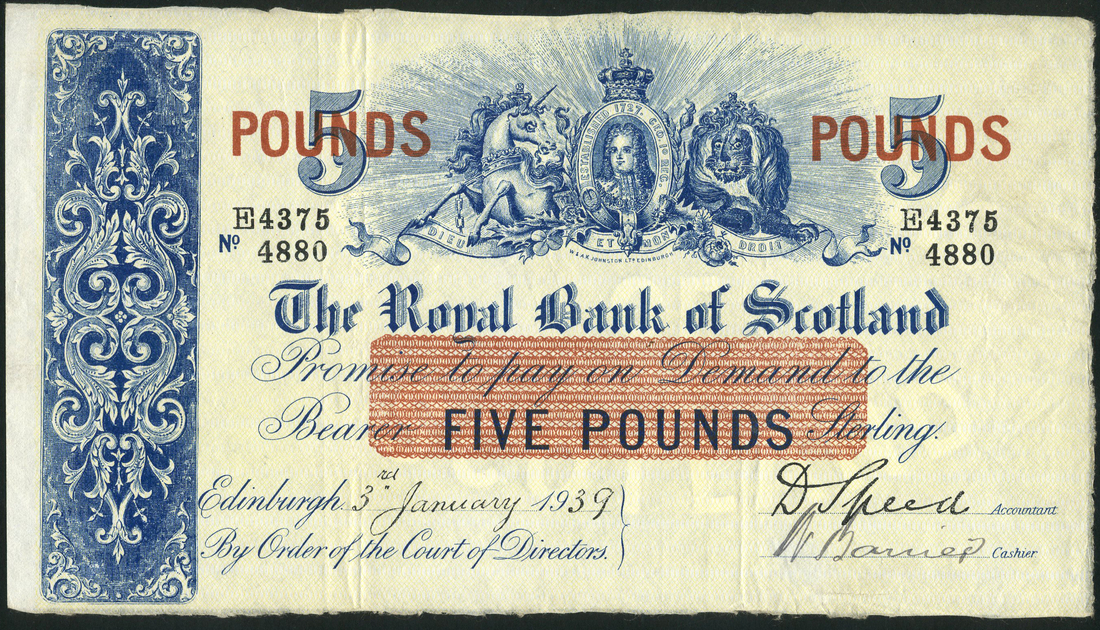 5 POUNDS
5 POUNDS
ESTABLISHED 1727. GEO. I. REG.
E4375
No 4880
E4375
No 4880
DIEU ET MON DROIT
W. & A.K. JOHNSTON LTD EDINBURGH
The Royal Bank of Scotland
Promise to pay on Demand to the
Bearer FIVE POUNDS Sterling.
Edinburgh 3rd January 1939
By Order of the Court of Directors.
D Speed Accountant
Cashier